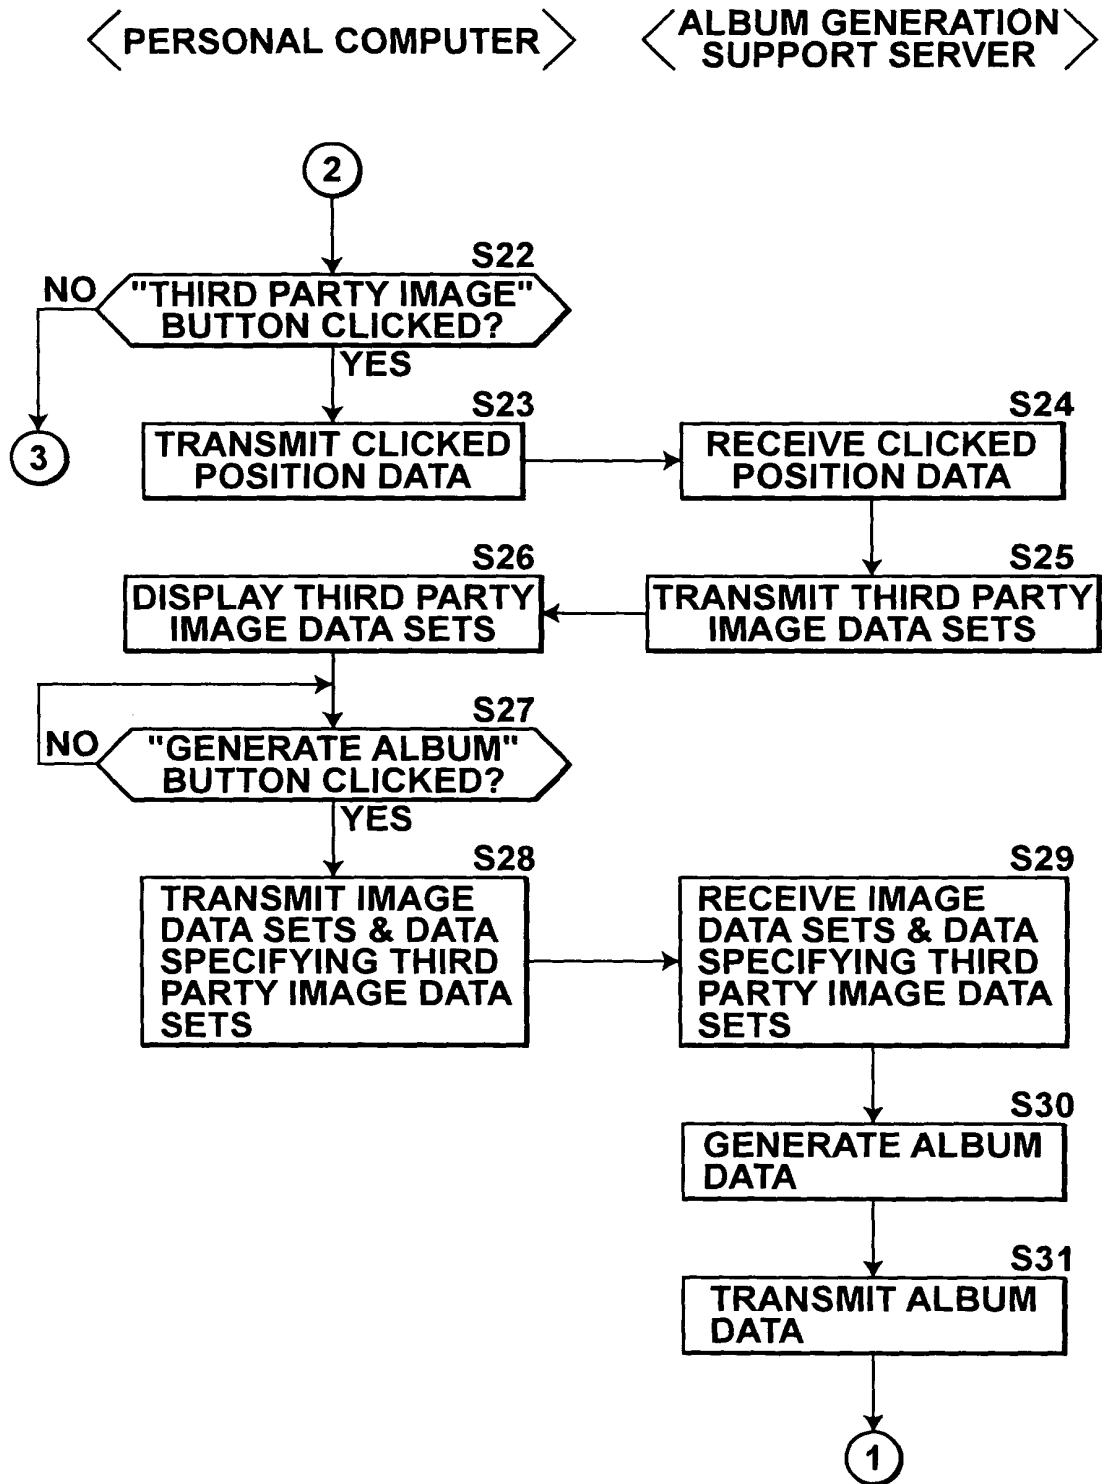 PERSONAL COMPUTER
ALBUM GENERATION
SUPPORT SERVER
2
S22
NO
"THIRD PARTY IMAGE"
BUTTON CLICKED?
YES
3
S23
TRANSMIT CLICKED
POSITION DATA
S24
RECEIVE CLICKED
POSITION DATA
S26
DISPLAY THIRD PARTY
IMAGE DATA SETS
S25
TRANSMIT THIRD PARTY
IMAGE DATA SETS
S27
NO
"GENERATE ALBUM"
BUTTON CLICKED?
YES
S28
TRANSMIT IMAGE
DATA SETS & DATA
SPECIFYING THIRD
PARTY IMAGE DATA
SETS
S29
RECEIVE IMAGE
DATA SETS & DATA
SPECIFYING THIRD
PARTY IMAGE DATA
SETS
S30
GENERATE ALBUM
DATA
S31
TRANSMIT ALBUM
DATA
1